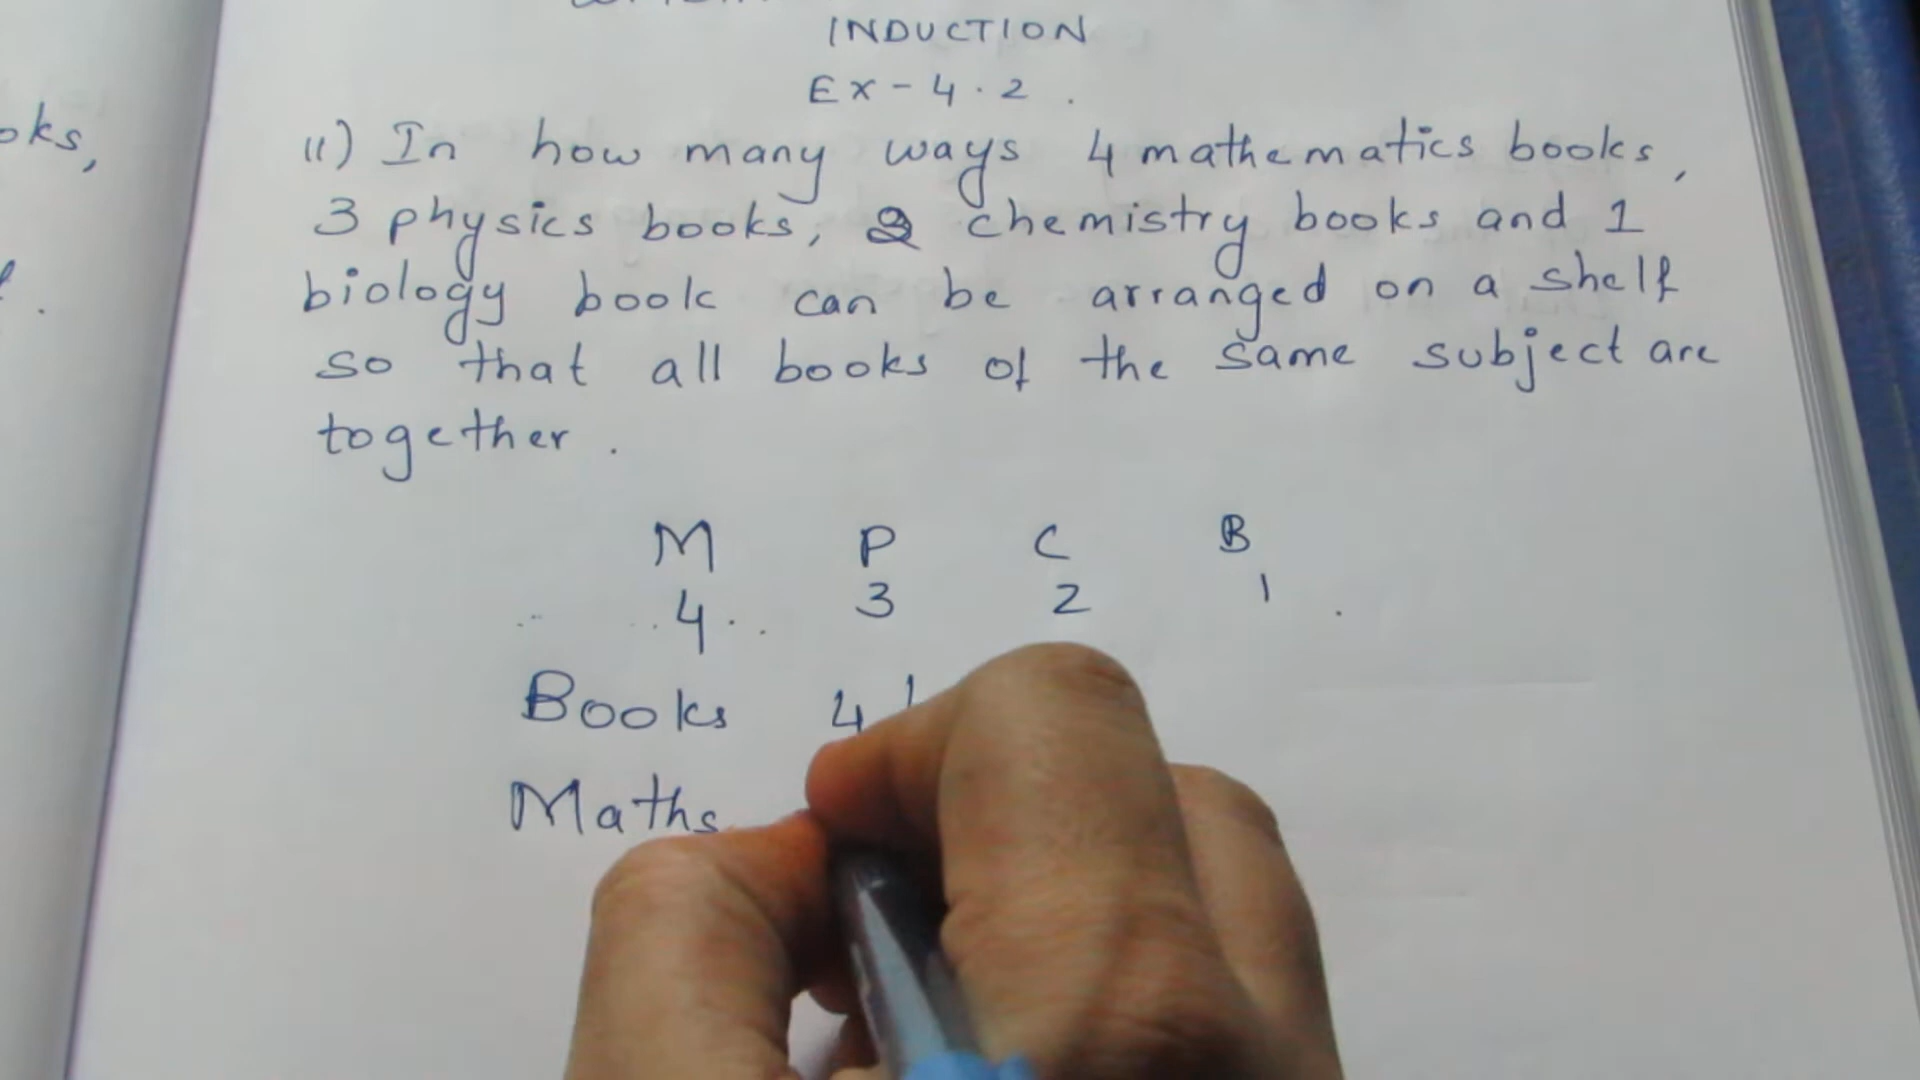 INDUCTION
Ex - 4.2.
11) In how many ways 4 mathematics books,
3 physics books, 2 chemistry books and 1
biology book can be arranged on a shelf
so that all books of the same subject are
together.
M P C B
4 3 2 1
Books 4!
Maths
oks,